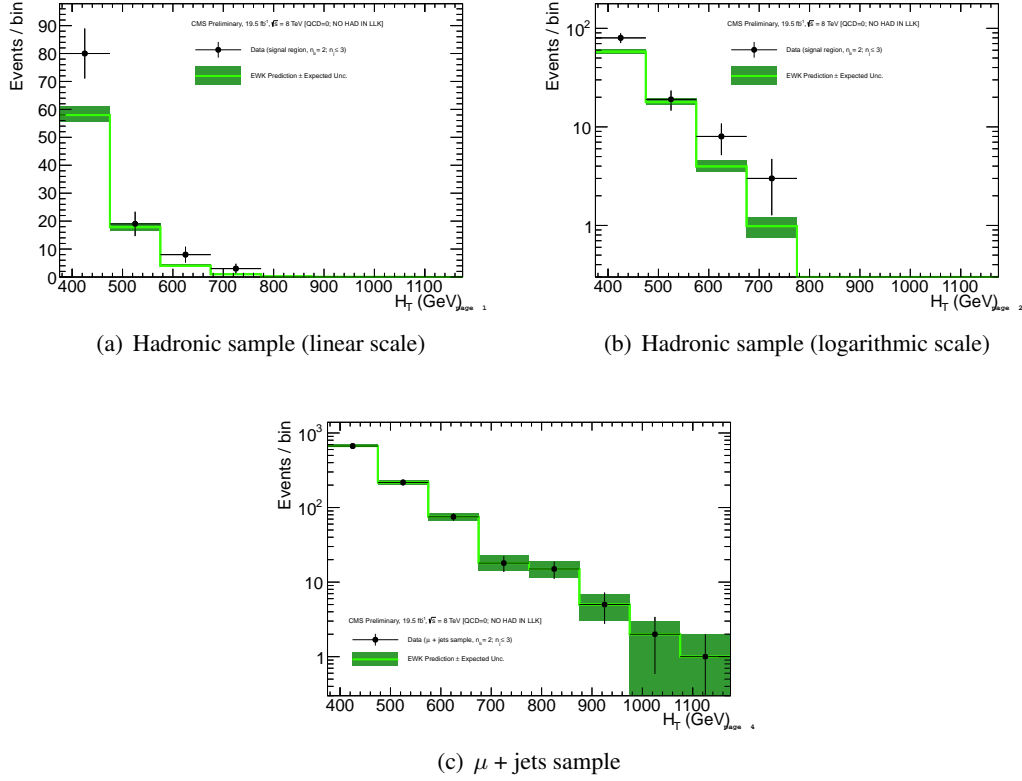 Events / bin
90
80
70
60
50
40
30
20
10
0
CMS Preliminary, 19.5 fb⁻¹, √s = 8 TeV [QCD=0; NO HAD IN LLK]
Data (signal region, n_b = 2; n_j ≤ 3)
EWK Prediction ± Expected Unc.
400 500 600 700 800 900 1000 1100
H_T (GeV)
page 1
(a) Hadronic sample (linear scale)
Events / bin
10²
10
1
CMS Preliminary, 19.5 fb⁻¹, √s = 8 TeV [QCD=0; NO HAD IN LLK]
Data (signal region, n_b = 2; n_j ≤ 3)
EWK Prediction ± Expected Unc.
400 500 600 700 800 900 1000 1100
H_T (GeV)
page 2
(b) Hadronic sample (logarithmic scale)
Events / bin
10³
10²
10
1
CMS Preliminary, 19.5 fb⁻¹, √s = 8 TeV [QCD=0; NO HAD IN LLK]
Data (μ + jets sample, n_b = 2; n_j ≤ 3)
EWK Prediction ± Expected Unc.
400 500 600 700 800 900 1000 1100
H_T (GeV)
page 4
(c) μ + jets sample